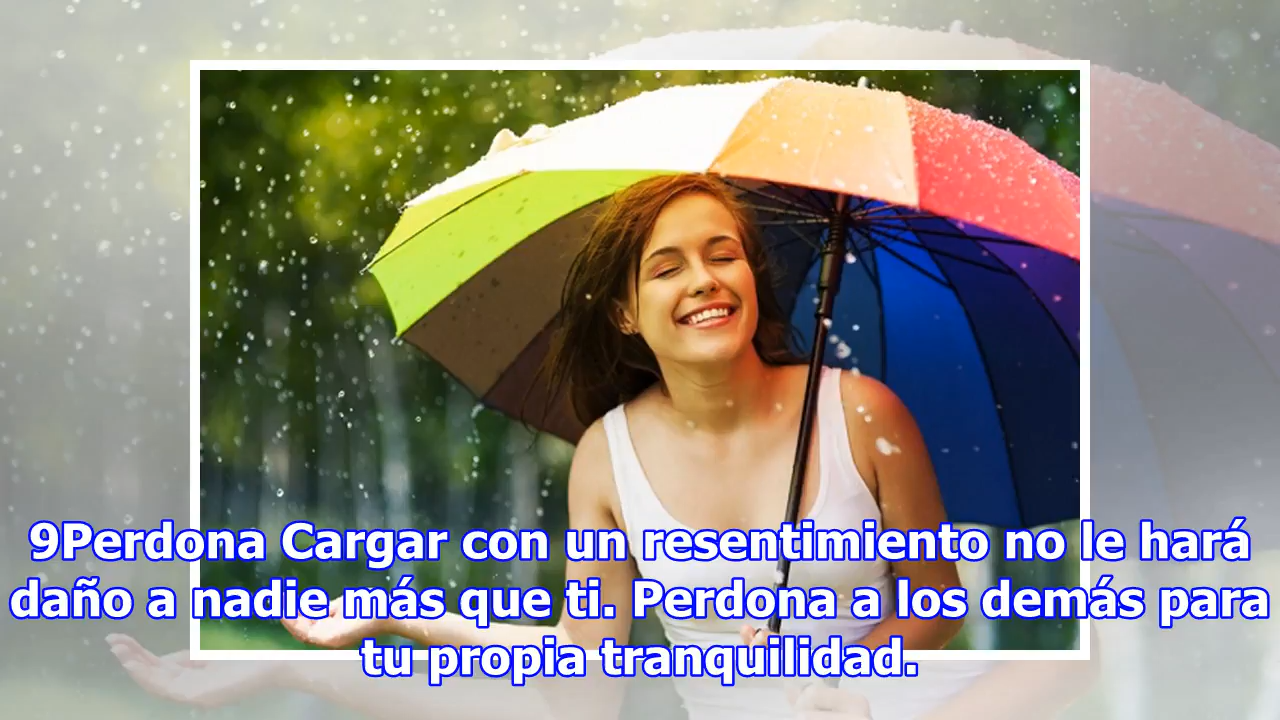 9Perdona Cargar con un resentimiento no le hará
daño a nadie más que ti. Perdona a los demás para
tu propia tranquilidad.